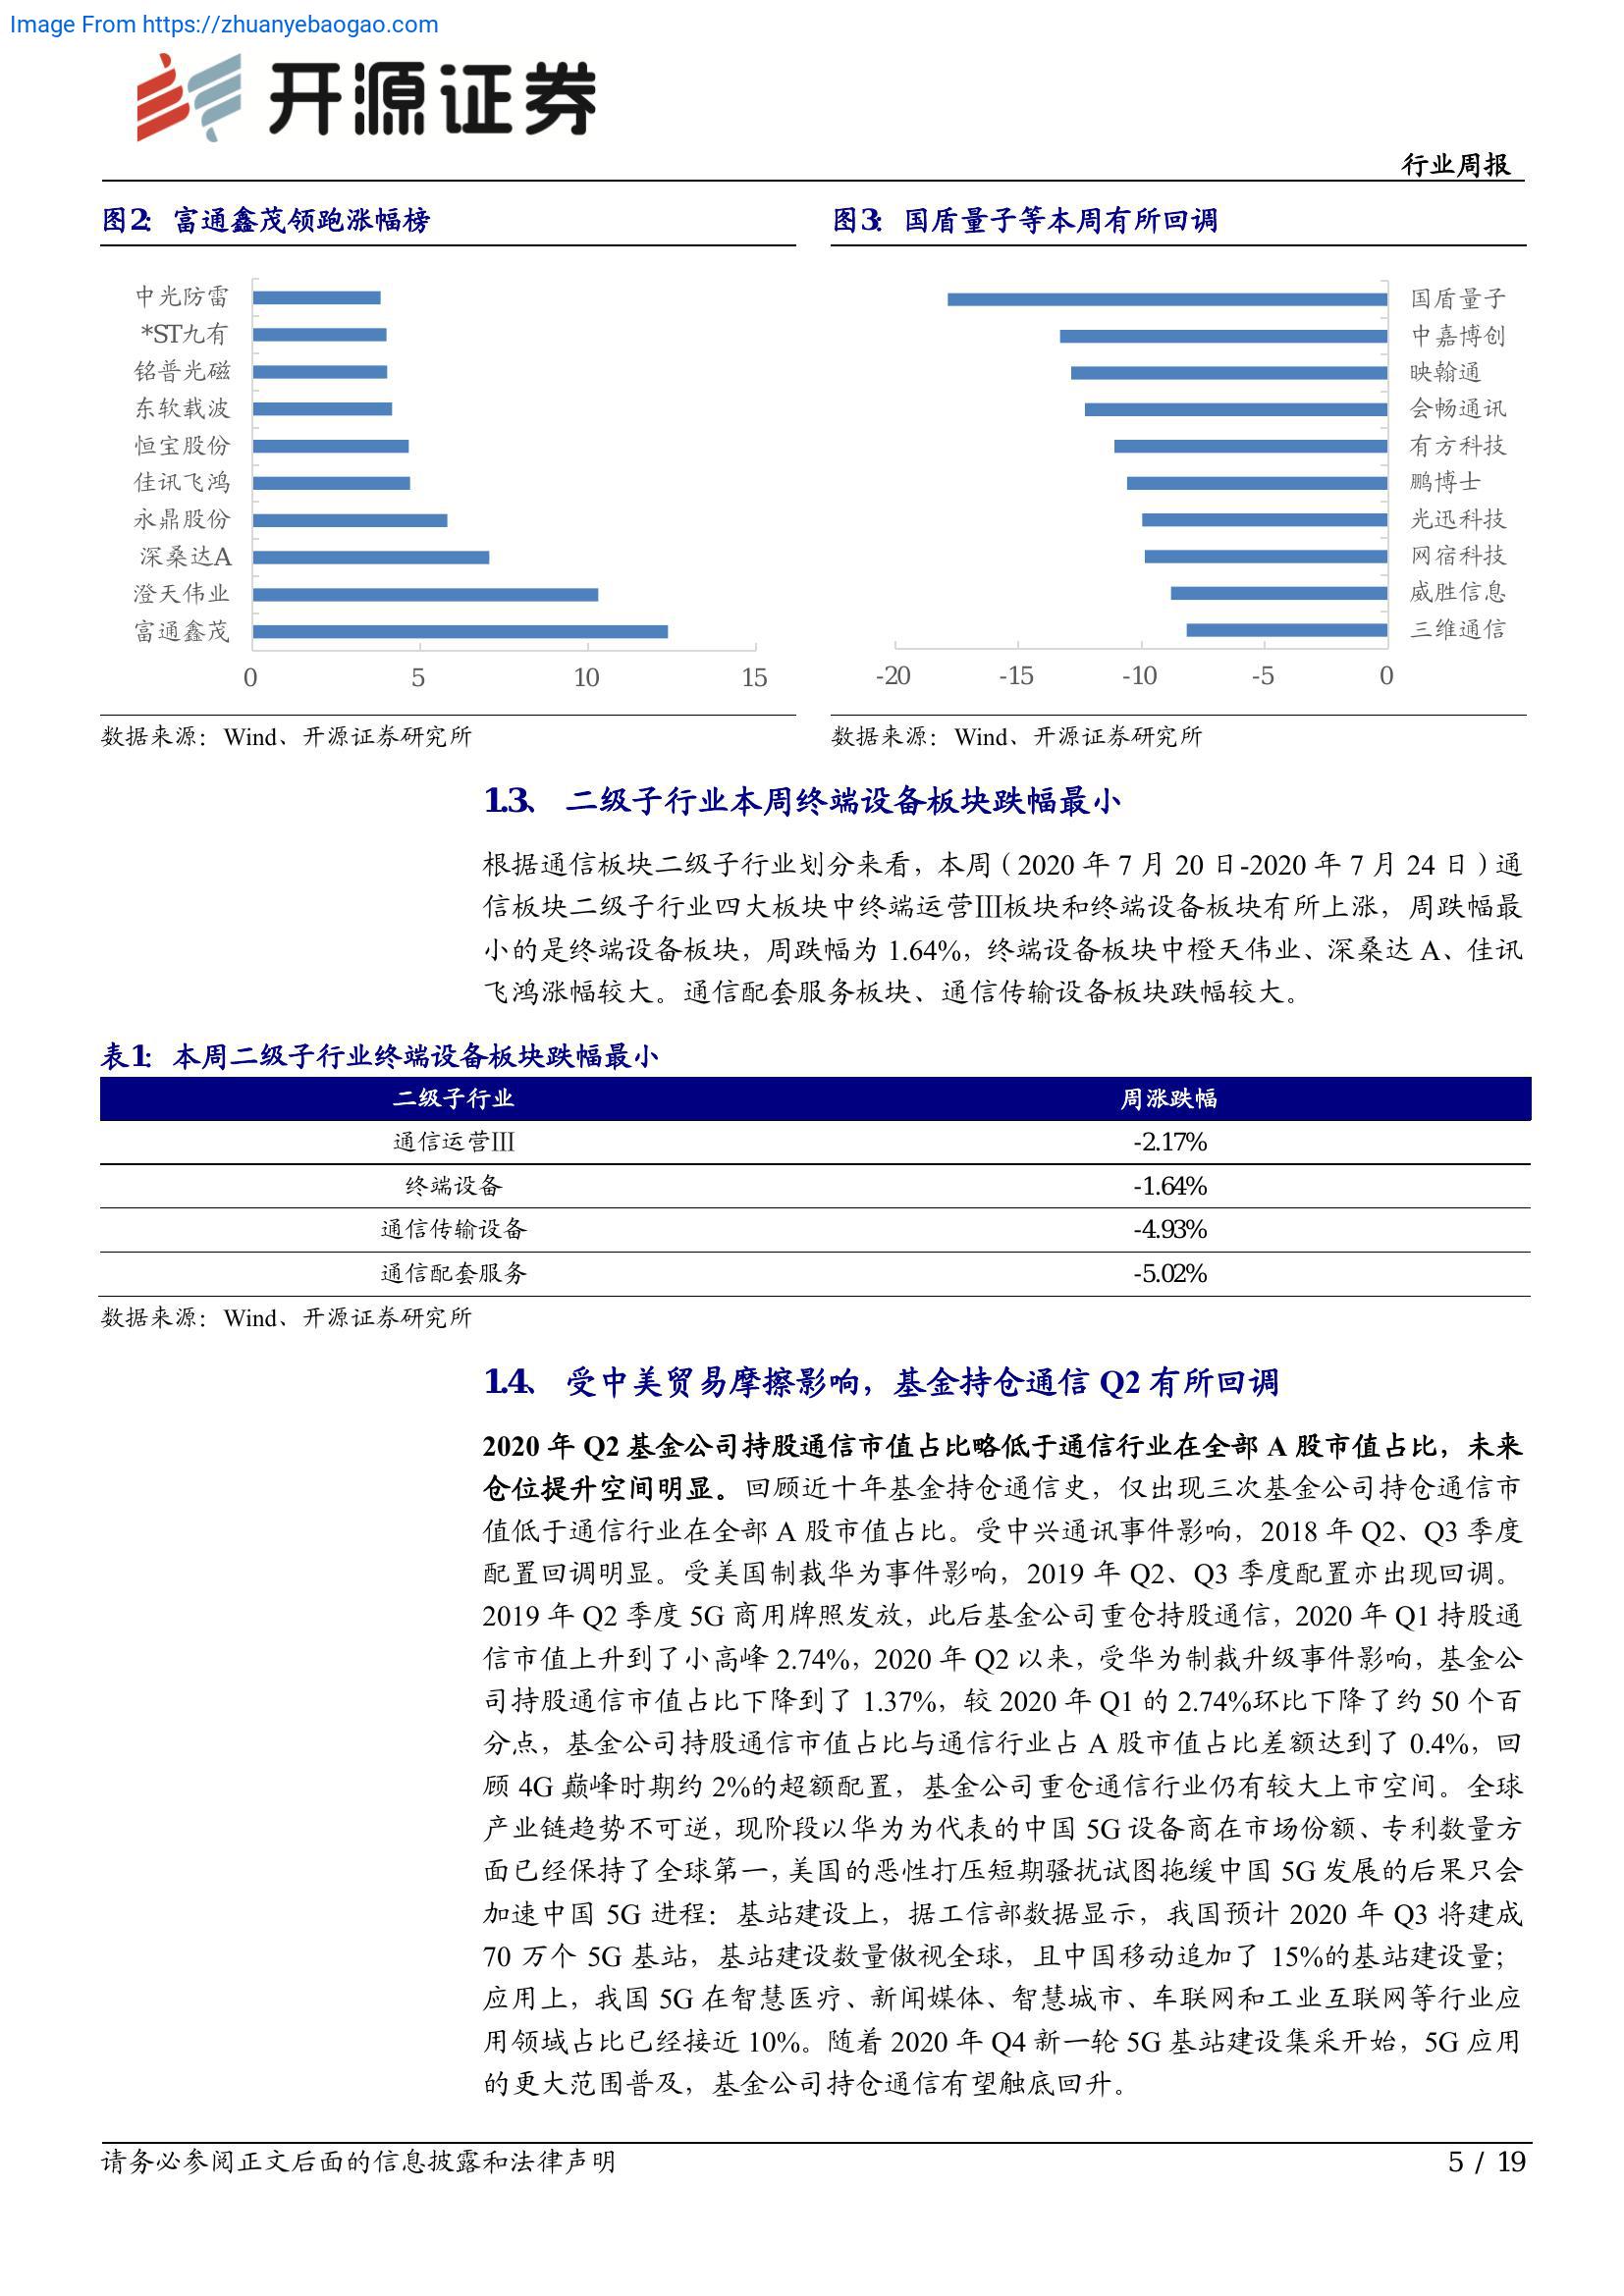 Image From https://zhuanyebaogao.com
开源证券
行业周报
图2：富通鑫茂领跑涨幅榜
中光防雷
*ST九有
铭普光磁
东软载波
恒宝股份
佳讯飞鸿
永鼎股份
深桑达A
澄天伟业
富通鑫茂
0 5 10 15
数据来源：Wind、开源证券研究所
图3：国盾量子等本周有所回调
国盾量子
中嘉博创
映翰通
会畅通讯
有方科技
鹏博士
光迅科技
网宿科技
威胜信息
三维通信
-20 -15 -10 -5 0
数据来源：Wind、开源证券研究所
1.3、 二级子行业本周终端设备板块跌幅最小
根据通信板块二级子行业划分来看，本周（2020 年 7 月 20 日-2020 年 7 月 24 日）通
信板块二级子行业四大板块中终端运营Ⅲ板块和终端设备板块有所上涨，周跌幅最
小的是终端设备板块，周跌幅为 1.64%，终端设备板块中橙天伟业、深桑达 A、佳讯
飞鸿涨幅较大。通信配套服务板块、通信传输设备板块跌幅较大。
表1：本周二级子行业终端设备板块跌幅最小
二级子行业 周涨跌幅
通信运营Ⅲ -2.17%
终端设备 -1.64%
通信传输设备 -4.93%
通信配套服务 -5.02%
数据来源：Wind、开源证券研究所
1.4、 受中美贸易摩擦影响，基金持仓通信 Q2 有所回调
2020 年 Q2 基金公司持股通信市值占比略低于通信行业在全部 A 股市值占比，未来
仓位提升空间明显。回顾近十年基金持仓通信史，仅出现三次基金公司持仓通信市
值低于通信行业在全部 A 股市值占比。受中兴通讯事件影响，2018 年 Q2、Q3 季度
配置回调明显。受美国制裁华为事件影响，2019 年 Q2、Q3 季度配置亦出现回调。
2019 年 Q2 季度 5G 商用牌照发放，此后基金公司重仓持股通信，2020 年 Q1 持股通
信市值上升到了小高峰 2.74%，2020 年 Q2 以来，受华为制裁升级事件影响，基金公
司持股通信市值占比下降到了 1.37%，较 2020 年 Q1 的 2.74%环比下降了约 50 个百
分点，基金公司持股通信市值占比与通信行业占 A 股市值占比差额达到了 0.4%，回
顾 4G 巅峰时期约 2%的超额配置，基金公司重仓通信行业仍有较大上市空间。全球
产业链趋势不可逆，现阶段以华为为代表的中国 5G 设备商在市场份额、专利数量方
面已经保持了全球第一，美国的恶性打压短期骚扰试图拖缓中国 5G 发展的后果只会
加速中国 5G 进程：基站建设上，据工信部数据显示，我国预计 2020 年 Q3 将建成
70 万个 5G 基站，基站建设数量傲视全球，且中国移动追加了 15%的基站建设量；
应用上，我国 5G 在智慧医疗、新闻媒体、智慧城市、车联网和工业互联网等行业应
用领域占比已经接近 10%。随着 2020 年 Q4 新一轮 5G 基站建设集采开始，5G 应用
的更大范围普及，基金公司持仓通信有望触底回升。
请务必参阅正文后面的信息披露和法律声明
5 / 19